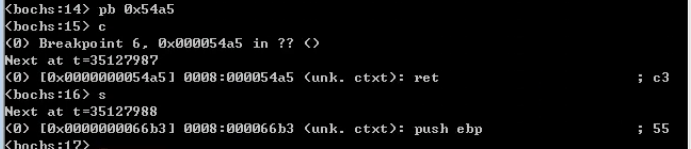 <bochs:14> pb 0x54a5
<bochs:15> c
(0) Breakpoint 6, 0x000054a5 in ?? ()
Next at t=35127987
(0) [0x0000000054a5] 0008:000054a5 (unk. ctxt): ret ; c3
<bochs:16> s
Next at t=35127988
(0) [0x0000000066b3] 0008:000066b3 (unk. ctxt): push ebp ; 55
<bochs:17>